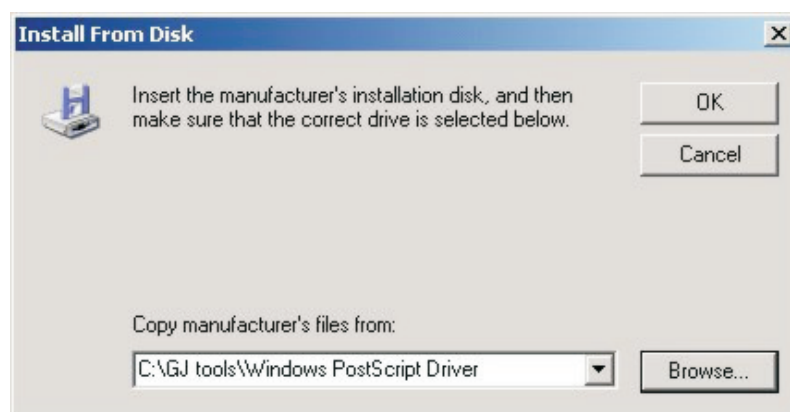 Install From Disk
Insert the manufacturer's installation disk, and then
make sure that the correct drive is selected below.
OK
Cancel
Copy manufacturer's files from:
C:\GJ tools\Windows PostScript Driver
Browse...